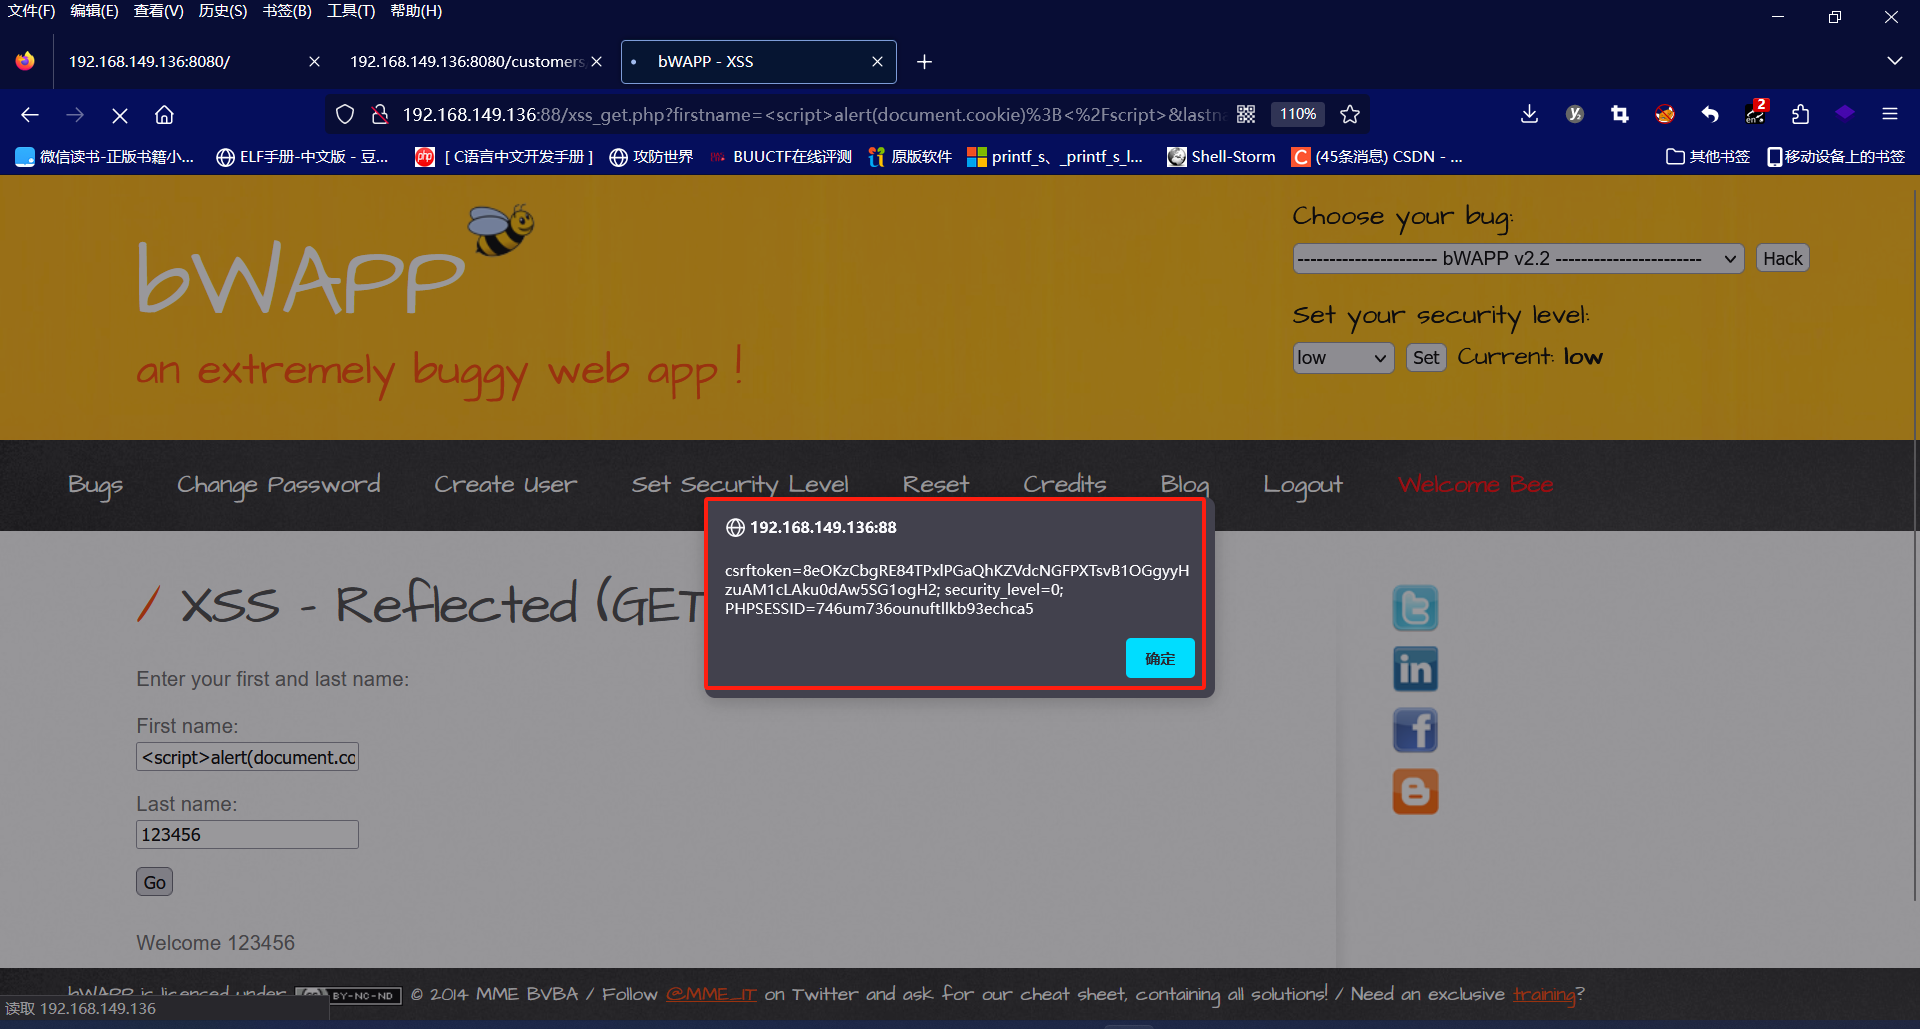 文件(F) 编辑(E) 查看(V) 历史(S) 书签(B) 工具(T) 帮助(H)
192.168.149.136:8080/
192.168.149.136:8080/customers
bWAPP - XSS
192.168.149.136:88/xss_get.php?firstname=<script>alert(document.cookie)%3B<%2Fscript>&lastn
110%
2
en
微信读书-正版书籍小...
ELF手册-中文版 - 豆...
php
[ C语言中文开发手册 ]
攻防世界
BUUCTF在线评测
原版软件
printf_s、_printf_s_l...
Shell-Storm
C
(45条消息) CSDN - ...
其他书签
移动设备上的书签
bWAPP
an extremely buggy web app !
Choose your bug:
---------------------- bWAPP v2.2 -----------------------
Hack
Set your security level:
low
Set
Current: low
Bugs
Change Password
Create User
Set Security Level
Reset
Credits
Blog
Logout
Welcome Bee
192.168.149.136:88
csrftoken=8eOKzCbgRE84TPxlPGaQhKZVdcNGFPXTsvB1OGgyyH
zuAM1cLAku0dAw5SG1ogH2; security_level=0;
PHPSESSID=746um736ounuftllkb93echca5
确定
/ XSS - Reflected (GET
Enter your first and last name:
First name:
<script>alert(document.co
Last name:
123456
Go
Welcome 123456
bWAPP is licensed under
BY-NC-ND
© 2014 MME BVBA / Follow @MME_IT on Twitter and ask for our cheat sheet, containing all solutions! / Need an exclusive training?
读取 192.168.149.136